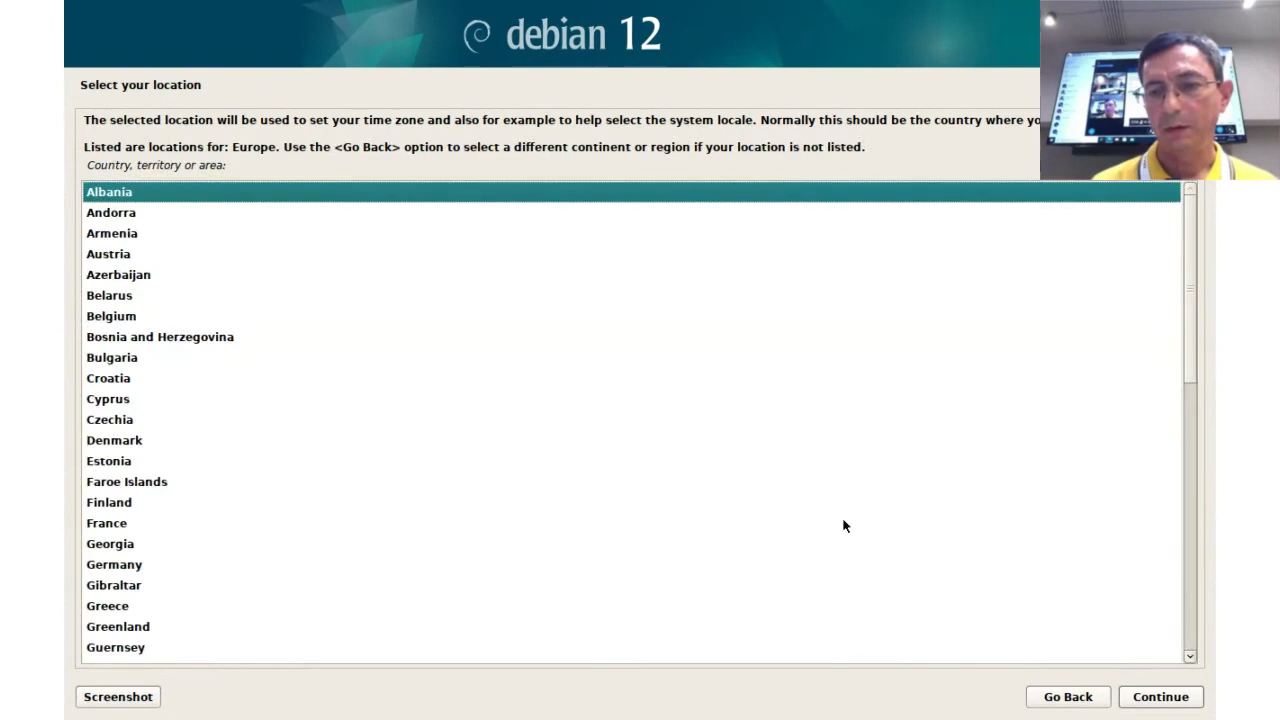 debian 12
Select your location
The selected location will be used to set your time zone and also for example to help select the system locale. Normally this should be the country where yo
Listed are locations for: Europe. Use the <Go Back> option to select a different continent or region if your location is not listed.
Country, territory or area:
Albania
Andorra
Armenia
Austria
Azerbaijan
Belarus
Belgium
Bosnia and Herzegovina
Bulgaria
Croatia
Cyprus
Czechia
Denmark
Estonia
Faroe Islands
Finland
France
Georgia
Germany
Gibraltar
Greece
Greenland
Guernsey
Screenshot
Go Back
Continue